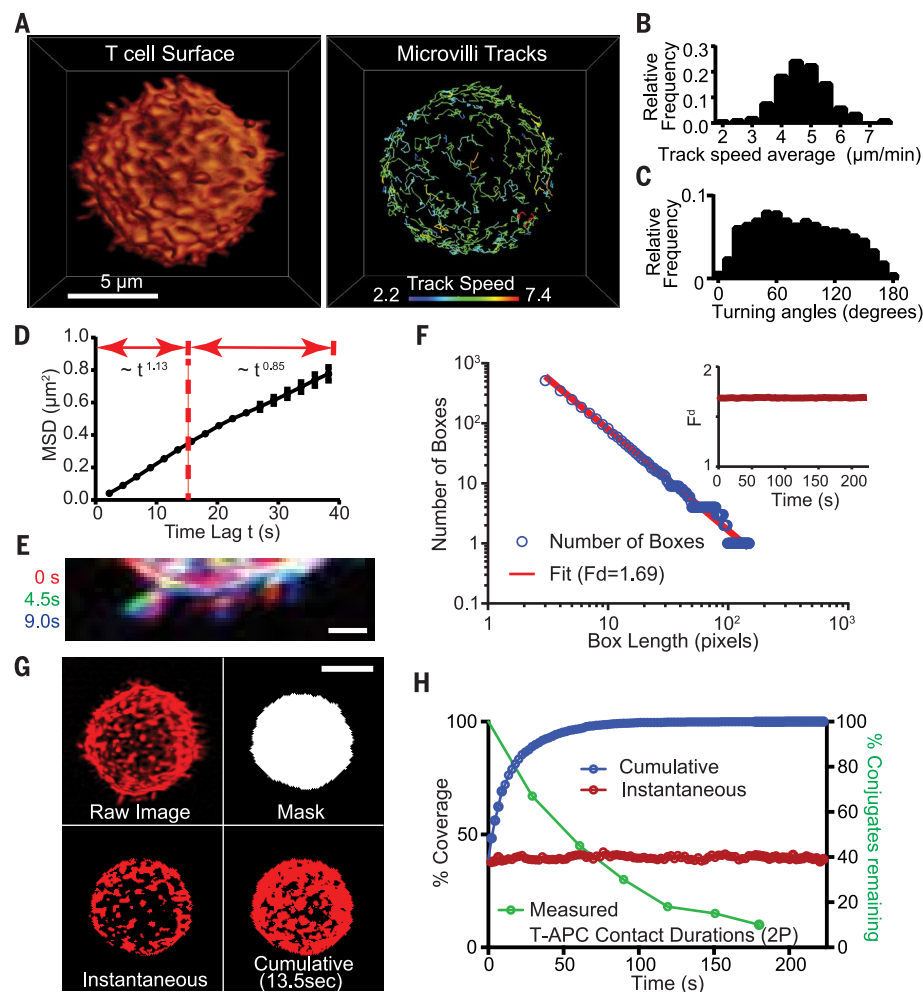 A
T cell Surface
5 µm
Microvilli Tracks
Track Speed
2.2
7.4
B
Relative
Frequency
0.3
0.2
0.1
0.0
2 3 4 5 6 7
Track speed average (µm/min)
C
Relative
Frequency
0.1
0
0 60 120 180
Turning angles (degrees)
D
MSD (µm²)
1.0
0.8
0.6
0.4
0.2
0.0
~ t^1.13
~ t^0.85
0 10 20 30 40
Time Lag t (s)
E
0 s
4.5s
9.0s
F
Number of Boxes
10³
10²
10
1
0.1
Number of Boxes
Fit (Fd=1.69)
1 10 10² 10³
Box Length (pixels)
F^d
2
1
0 50 100 150 200
Time (s)
G
Raw Image
Mask
Instantaneous
Cumulative
(13.5sec)
H
% Coverage
100
50
0
Cumulative
Instantaneous
Measured
T-APC Contact Durations (2P)
0 50 100 150 200
Time (s)
100
80
60
40
20
0
% Conjugates remaining